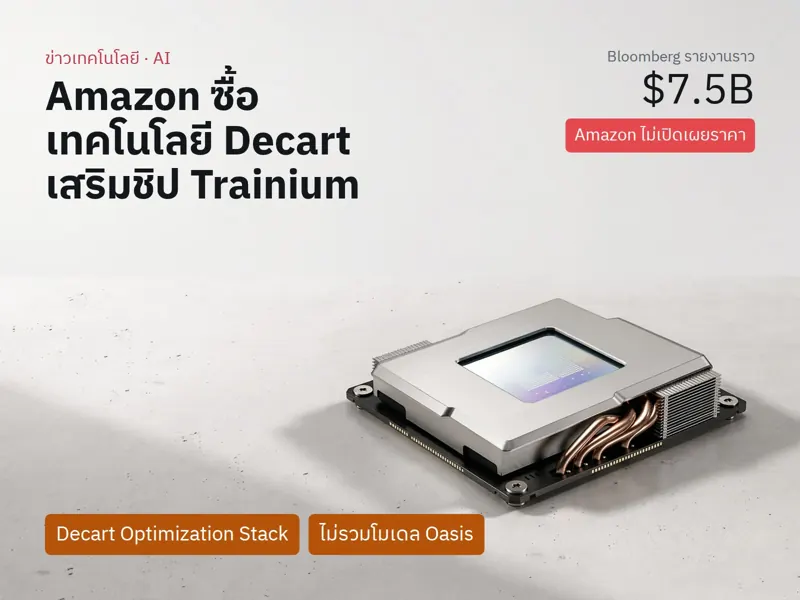 ข่าวเทคโนโลยี · AI
Amazon ซื้อ
เทคโนโลยี Decart
เสริมชิป Trainium
Bloomberg รายงานราว
$7.5B
Amazon ไม่เปิดเผยราคา
Decart Optimization Stack
ไม่รวมโมเดล Oasis